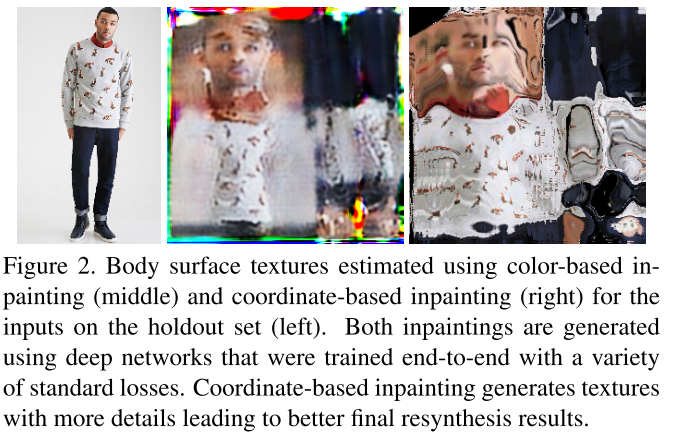 Figure 2. Body surface textures estimated using color-based in-
painting (middle) and coordinate-based inpainting (right) for the
inputs on the holdout set (left). Both inpaintings are generated
using deep networks that were trained end-to-end with a variety
of standard losses. Coordinate-based inpainting generates textures
with more details leading to better final resynthesis results.